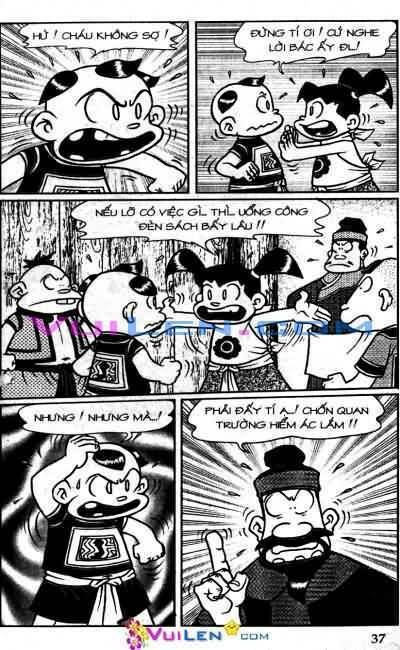 HỪ ! CHÁU KHÔNG SỢ !
ĐỪNG TÍ ƠI ! CỨ NGHE
LỜI BÁC ẤY ĐI..!
NẾU LỠ CÓ VIỆC GÌ.. THÌ.. UỔNG CÔNG
ĐÈN SÁCH BẤY LÂU !!
VUILEN.COM
NHƯNG ! NHƯNG MÀ...!
PHẢI ĐẤY TÍ Ạ..! CHỐN QUAN
TRƯỜNG HIỂM ÁC LẮM !!
37
VUILEN.COM